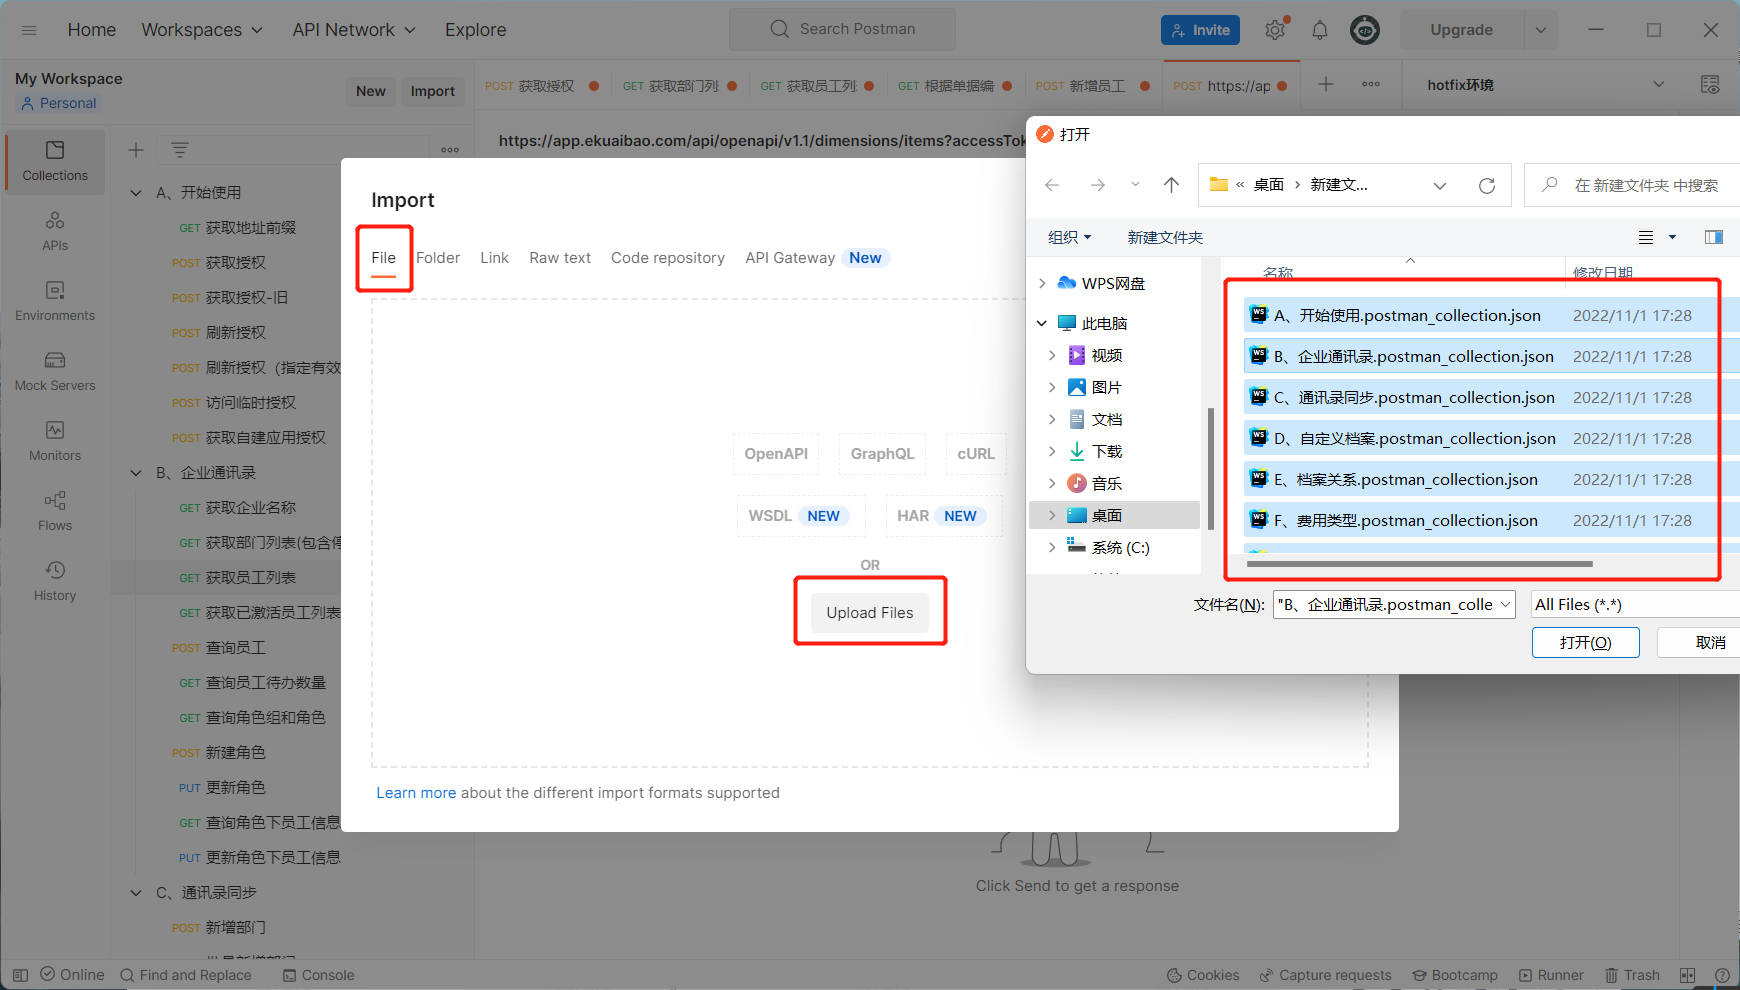 Home Workspaces API Network Explore
Search Postman
Invite
Upgrade
My Workspace
Personal
New Import
POST 获取授权
GET 获取部门列
GET 获取员工列
GET 根据单据编
POST 新增员工
POST https://ap
hotfix环境
https://app.ekuaibao.com/api/openapi/v1.1/dimensions/items?accessTok
Collections
APIs
Environments
Mock Servers
Monitors
Flows
History
A、开始使用
GET 获取地址前缀
POST 获取授权
POST 获取授权-旧
POST 刷新授权
POST 刷新授权（指定有效
POST 访问临时授权
POST 获取自建应用授权
B、企业通讯录
GET 获取企业名称
GET 获取部门列表(包含停
GET 获取员工列表
GET 获取已激活员工列表
POST 查询员工
GET 查询员工待办数量
GET 查询角色组和角色
POST 新建角色
PUT 更新角色
GET 查询角色下员工信息
PUT 更新角色下员工信息
C、通讯录同步
POST 新增部门
Import
File Folder Link Raw text Code repository API Gateway New
OpenAPI GraphQL cURL
WSDL NEW HAR NEW
OR
Upload Files
Learn more about the different import formats supported
Click Send to get a response
打开
« 桌面 › 新建文...
在 新建文件夹 中搜索
组织 新建文件夹
WPS网盘
此电脑
视频
图片
文档
下载
音乐
桌面
系统 (C:)
名称 修改日期
A、开始使用.postman_collection.json 2022/11/1 17:28
B、企业通讯录.postman_collection.json 2022/11/1 17:28
C、通讯录同步.postman_collection.json 2022/11/1 17:28
D、自定义档案.postman_collection.json 2022/11/1 17:28
E、档案关系.postman_collection.json 2022/11/1 17:28
F、费用类型.postman_collection.json 2022/11/1 17:28
文件名(N): "B、企业通讯录.postman_colle All Files (*.*)
打开(O) 取消
Online Find and Replace Console
Cookies Capture requests Bootcamp Runner Trash